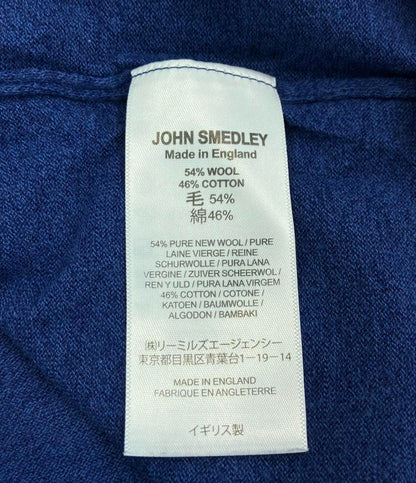 JOHN SMEDLEY
Made in England
54% WOOL
46% COTTON
毛 54%
綿46%
54% PURE NEW WOOL / PURE
LAINE VIERGE / REINE
SCHURWOLLE / PURA LANA
VERGINE / ZUIVER SCHEERWOL /
REN Y ULD / PURA LANA VIRGEM
46% COTTON / COTONE /
KATOEN / BAUMWOLLE /
ALGODON / BAMBAKI
㈱リーミルズエージェンシー
東京都目黒区青葉台1-19-14
MADE IN ENGLAND
FABRIQUE EN ANGLETERRE
イギリス製